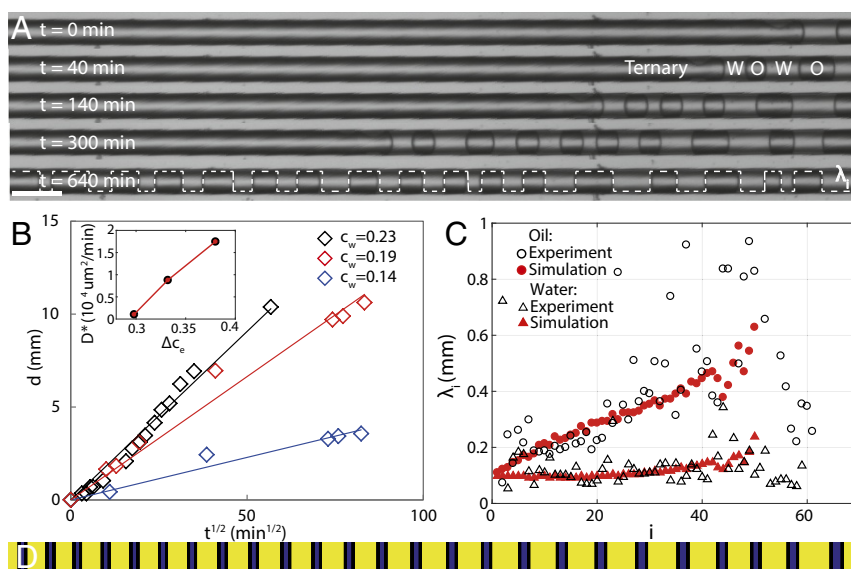 A
t = 0 min
t = 40 min
Ternary W O W O
t = 140 min
t = 300 min
t = 640 min
λi
B
15
10
5
0
d (mm)
0 50 100
t^1/2 (min^1/2)
c_w=0.23
c_w=0.19
c_w=0.14
2
1.5
1
0.5
0
D* (10^4 um^2/min)
0.3 0.35 0.4
Δc_e
C
1
0.8
0.6
0.4
0.2
0
λ_i (mm)
0 20 40 60
i
Oil:
Experiment
Simulation
Water:
Experiment
Simulation
D